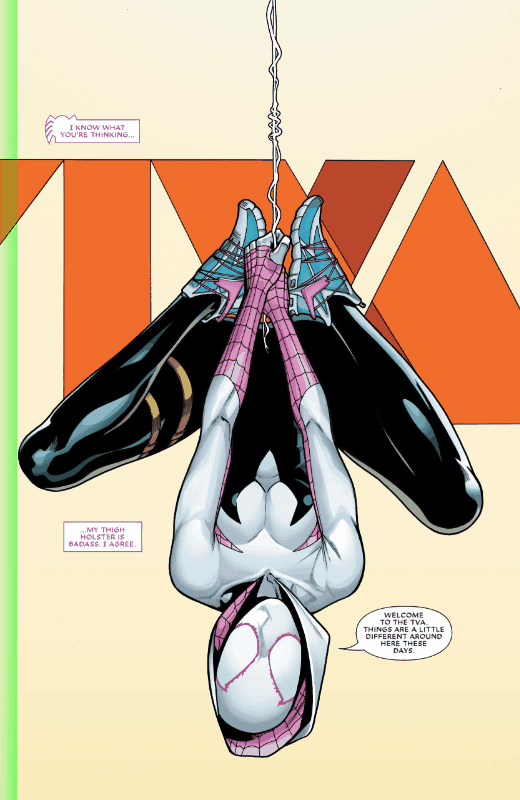 I KNOW WHAT
YOU'RE THINKING...
TVA
...MY THIGH
HOLSTER IS
BADASS. I AGREE.
WELCOME
TO THE TVA.
THINGS ARE A LITTLE
DIFFERENT AROUND
HERE THESE
DAYS.